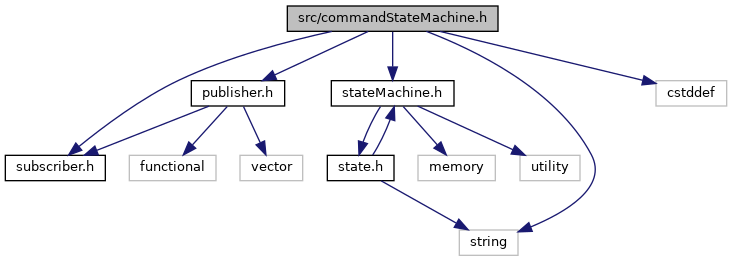 src/commandStateMachine.h
publisher.h
stateMachine.h
cstddef
subscriber.h
functional
vector
state.h
memory
utility
string